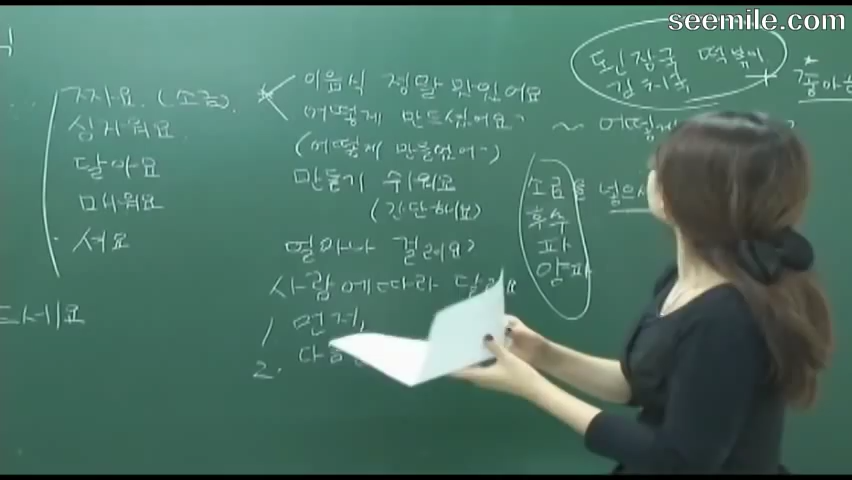 seemile.com
짜요. (소금).
싱거워요
달아요
매워요
셔요
드세요
이 음식 정말 맛있어요
어떻게 만드셨어요?
(어떻게 만들었어?)
만들기 쉬워요
(간단해요)
얼마나 걸려요?
사람에 따라 달
1 먼저,
2. 다음
된장국 떡볶이
김치국
좋아하
~ 어떻게
소금을 넣으
후추
파
양파